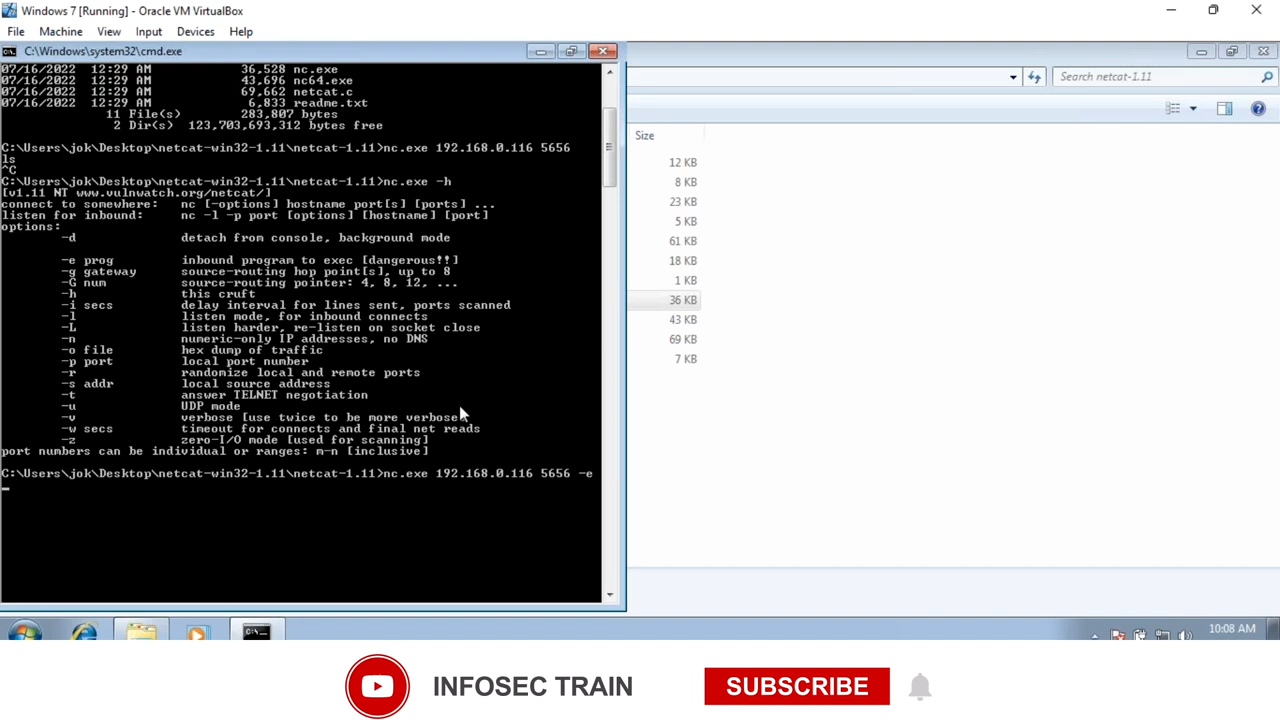 Windows 7 [Running] - Oracle VM VirtualBox
File Machine View Input Devices Help
C:\Windows\system32\cmd.exe
07/16/2022 12:29 AM 36,528 nc.exe
07/16/2022 12:29 AM 43,696 nc64.exe
07/16/2022 12:29 AM 69,662 netcat.c
07/16/2022 12:29 AM 6,833 readme.txt
11 File(s) 283,807 bytes
2 Dir(s) 123,703,693,312 bytes free
C:\Users\jok\Desktop\netcat-win32-1.11\netcat-1.11>nc.exe 192.168.0.116 5656
ls
^C
C:\Users\jok\Desktop\netcat-win32-1.11\netcat-1.11>nc.exe -h
[v1.11 NT www.vulnwatch.org/netcat/]
connect to somewhere: nc [-options] hostname port[s] [ports] ...
listen for inbound: nc -l -p port [options] [hostname] [port]
options:
-d detach from console, background mode
-e prog inbound program to exec [dangerous!!]
-g gateway source-routing hop point[s], up to 8
-G num source-routing pointer: 4, 8, 12, ...
-h this cruft
-i secs delay interval for lines sent, ports scanned
-l listen mode, for inbound connects
-L listen harder, re-listen on socket close
-n numeric-only IP addresses, no DNS
-o file hex dump of traffic
-p port local port number
-r randomize local and remote ports
-s addr local source address
-t answer TELNET negotiation
-u UDP mode
-v verbose [use twice to be more verbose]
-w secs timeout for connects and final net reads
-z zero-I/O mode [used for scanning]
port numbers can be individual or ranges: m-n [inclusive]
C:\Users\jok\Desktop\netcat-win32-1.11\netcat-1.11>nc.exe 192.168.0.116 5656 -e
Search netcat-1.11
Size
12 KB
8 KB
23 KB
5 KB
61 KB
18 KB
1 KB
36 KB
43 KB
69 KB
7 KB
10:08 AM
INFOSEC TRAIN
SUBSCRIBE